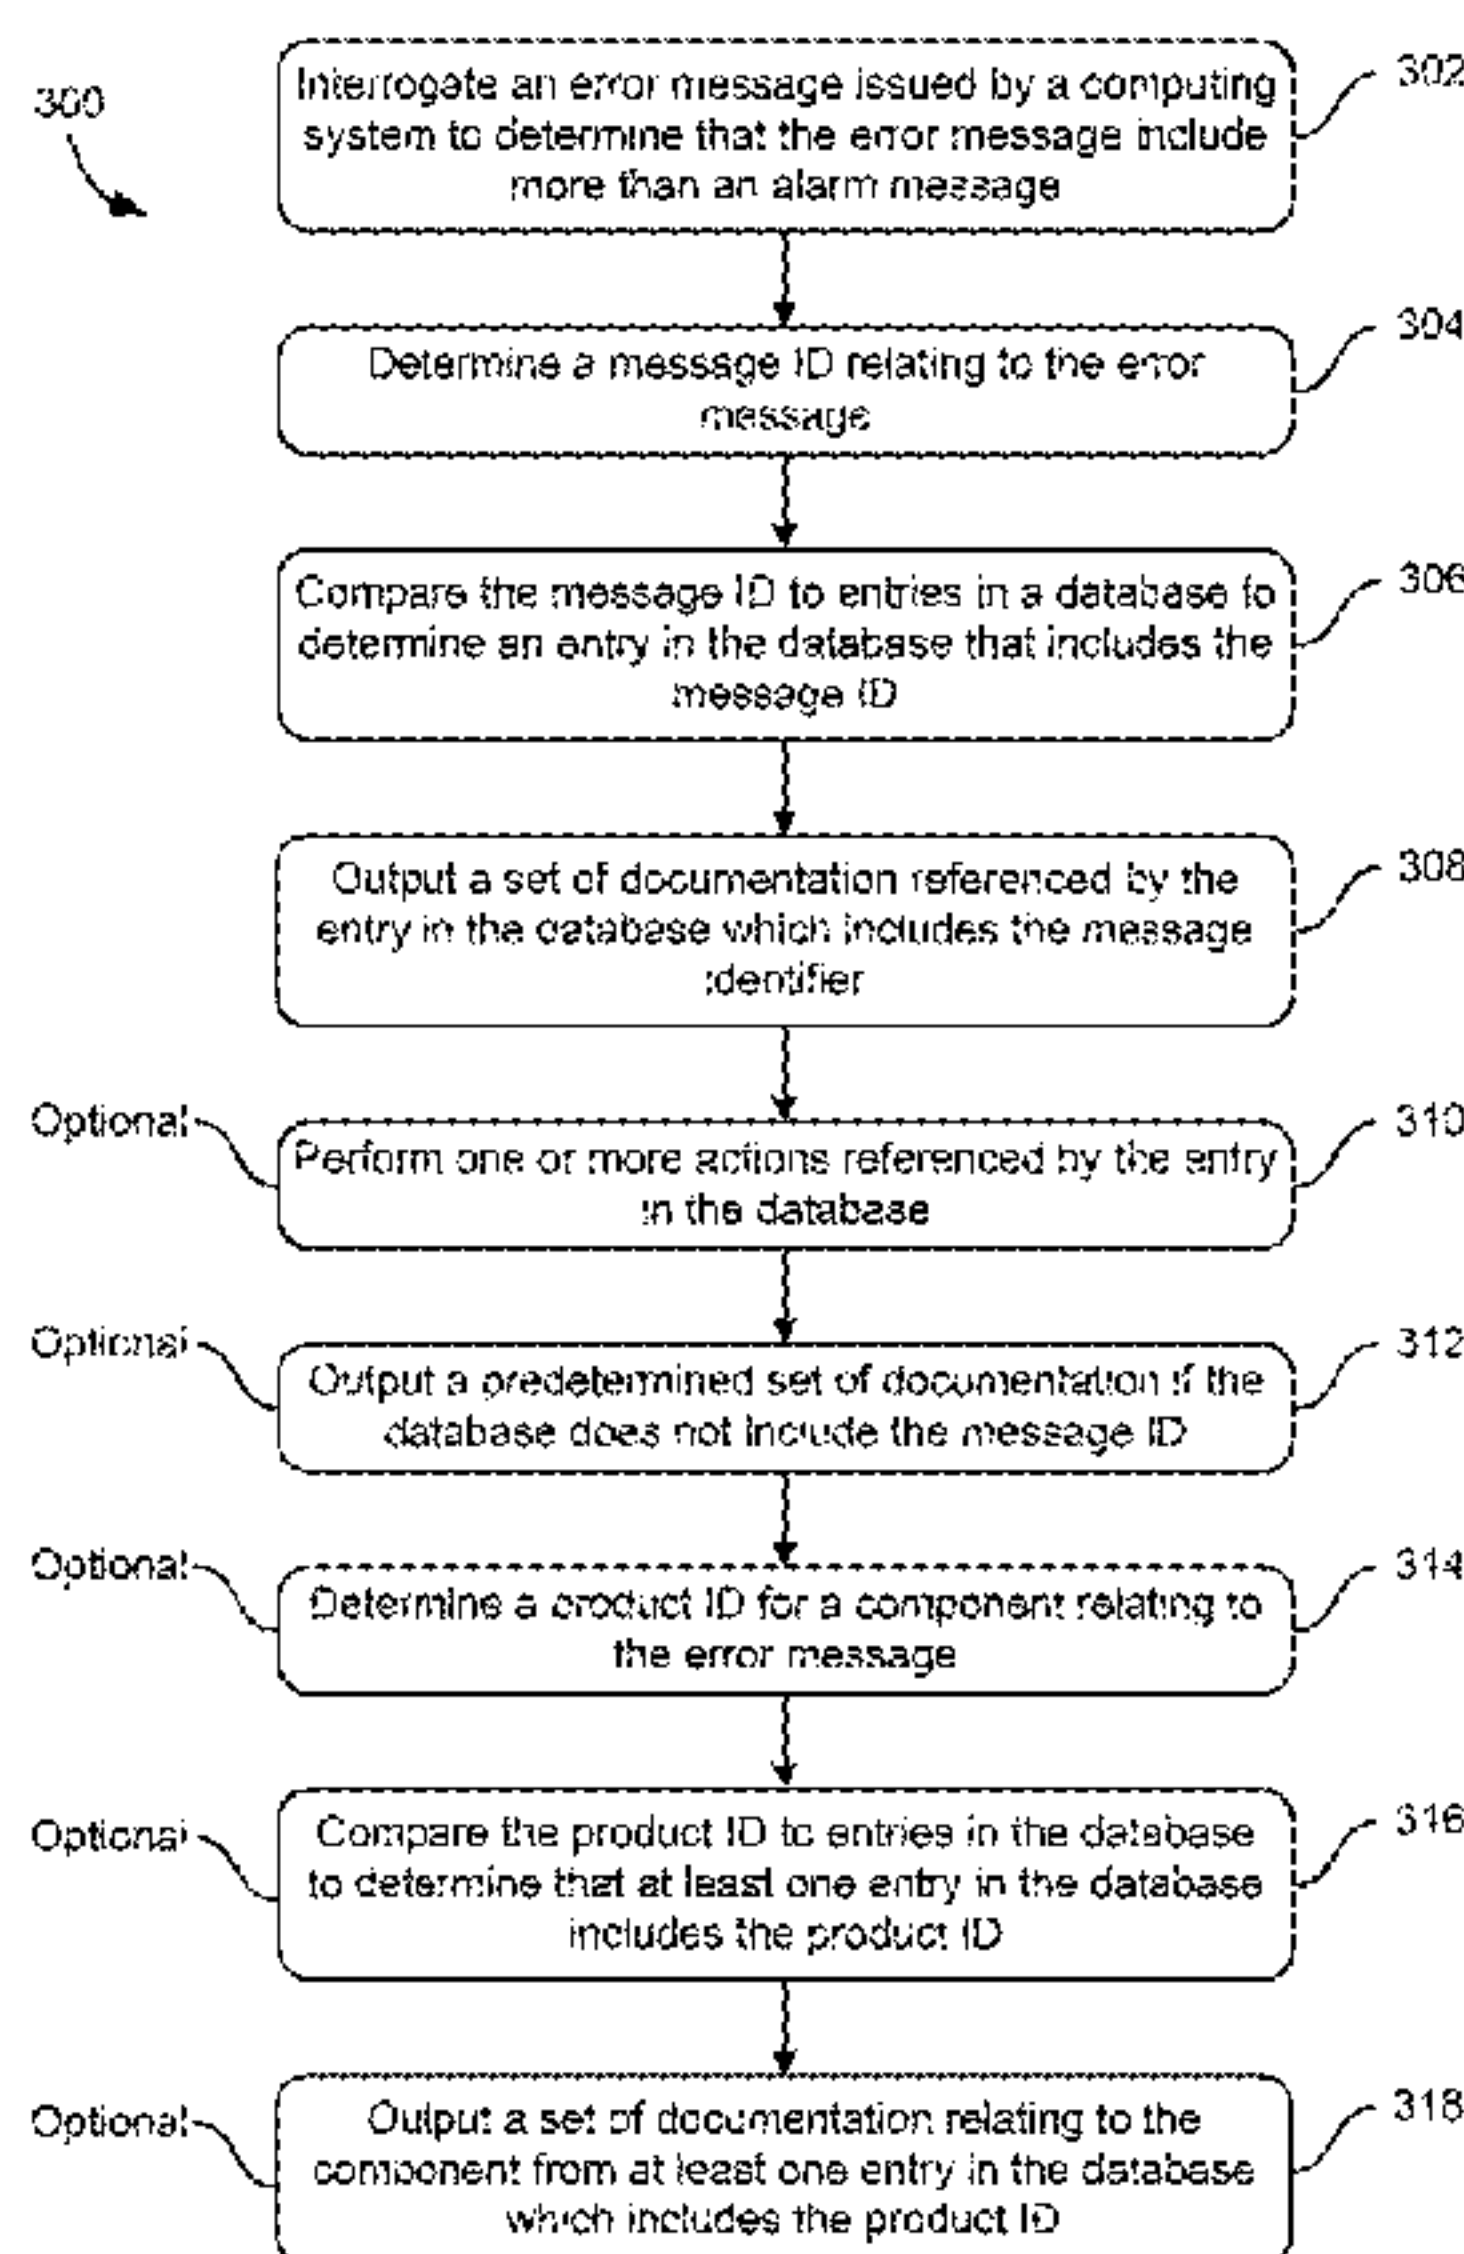 300
Interrogate an error message issued by a computing
system to determine that the error message include
more than an alarm message
302
Determine a message ID relating to the error
message
304
Compare the message ID to entries in a database to
determine an entry in the database that includes the
message ID
306
Output a set of documentation referenced by the
entry in the database which includes the message
identifier
308
Optional
Perform one or more actions referenced by the entry
in the database
310
Optional
Output a predetermined set of documentation if the
database does not include the message ID
312
Optional
Determine a product ID for a component relating to
the error message
314
Optional
Compare the product ID to entries in the database
to determine that at least one entry in the database
includes the product ID
316
Optional
Output a set of documentation relating to the
component from at least one entry in the database
which includes the product ID
318